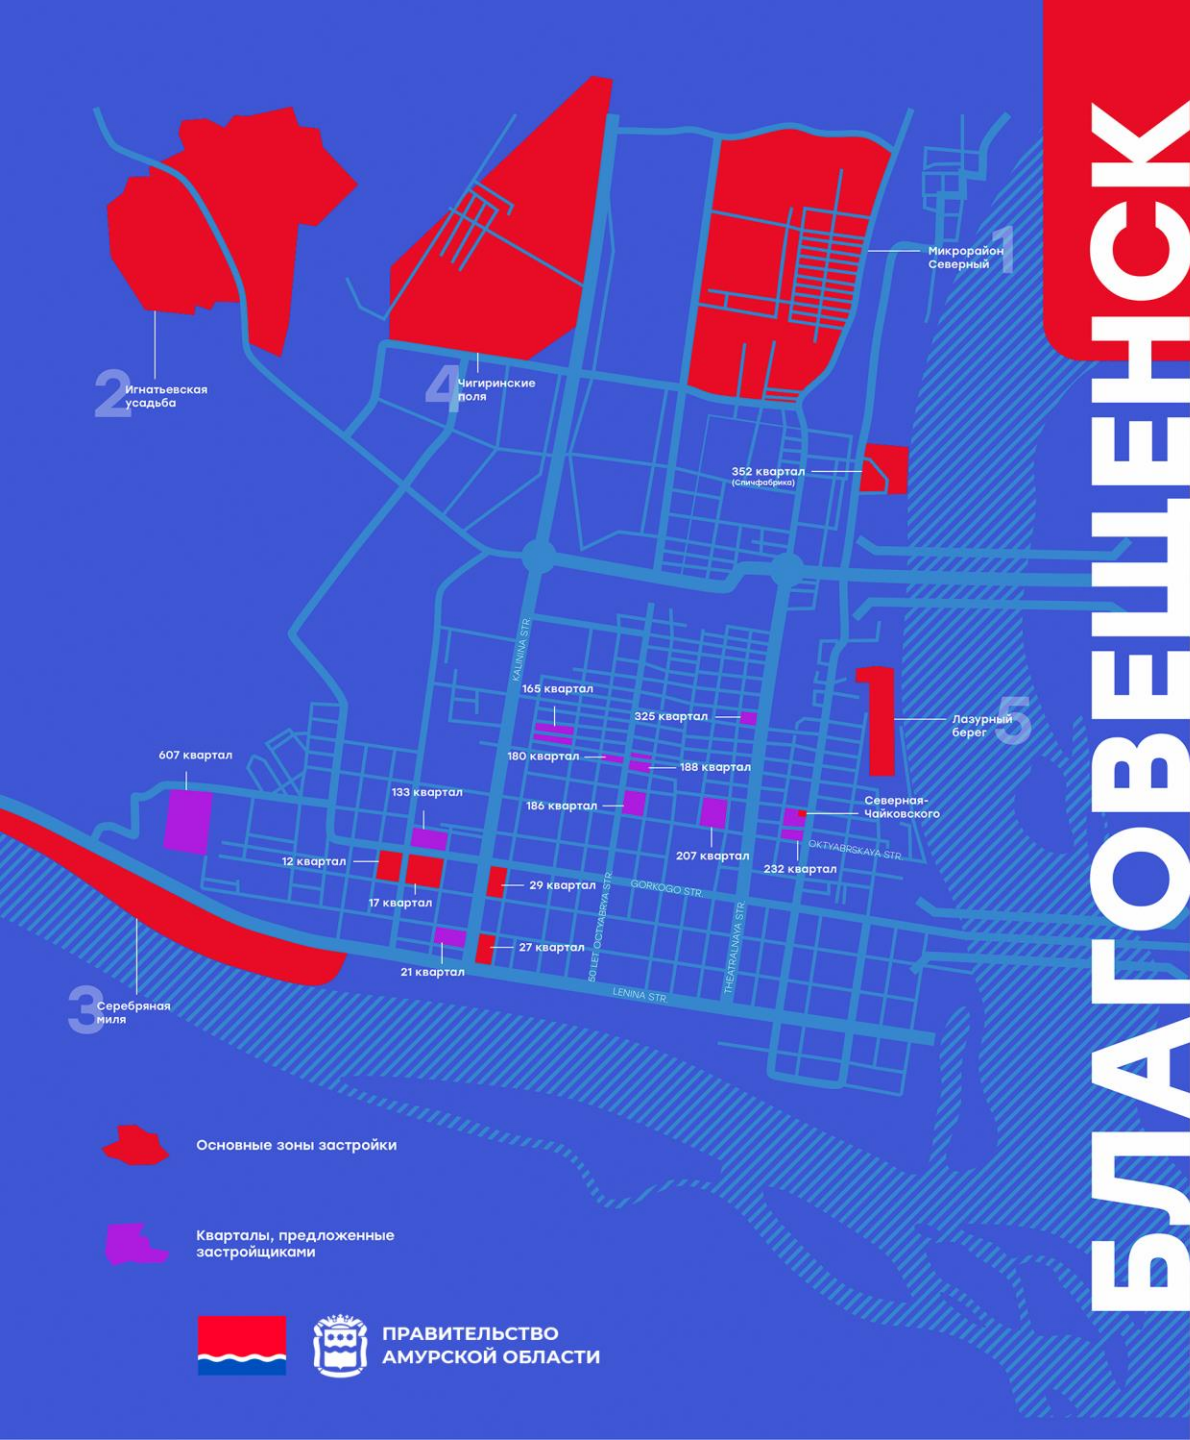 БЛАГОВЕЩЕНСК
1
Микрорайон
Северный
2
Игнатьевская
усадьба
4
Чигиринские
поля
352 квартал
(Спичфабрика)
KALININA STR.
165 квартал
325 квартал
5
Лазурный
берег
607 квартал
180 квартал
188 квартал
133 квартал
186 квартал
Северная-
Чайковского
207 квартал
OKTYABRSKAYA STR.
232 квартал
12 квартал
29 квартал
GORKOGO STR.
17 квартал
50 LET OCTYABRYA STR.
THEATRALNAYA STR.
27 квартал
21 квартал
LENINA STR.
3
Серебряная
миля
Основные зоны застройки
Кварталы, предложенные
застройщиками
ПРАВИТЕЛЬСТВО
АМУРСКОЙ ОБЛАСТИ